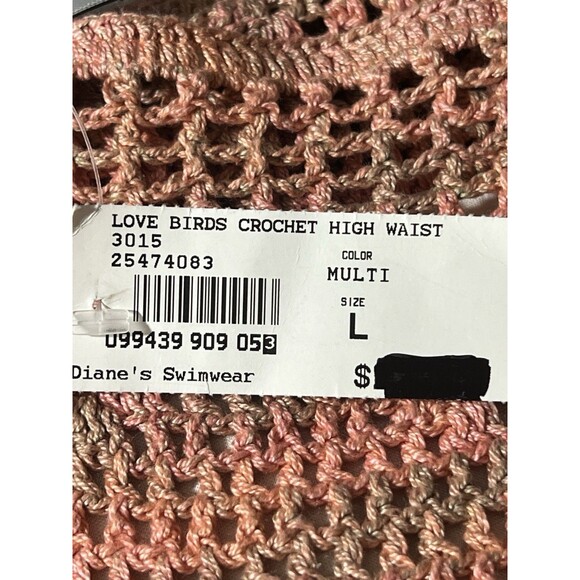 LOVE BIRDS CROCHET HIGH WAIST
3015
25474083
COLOR
MULTI
SIZE
L
099439 909 053
Diane's Swimwear
$